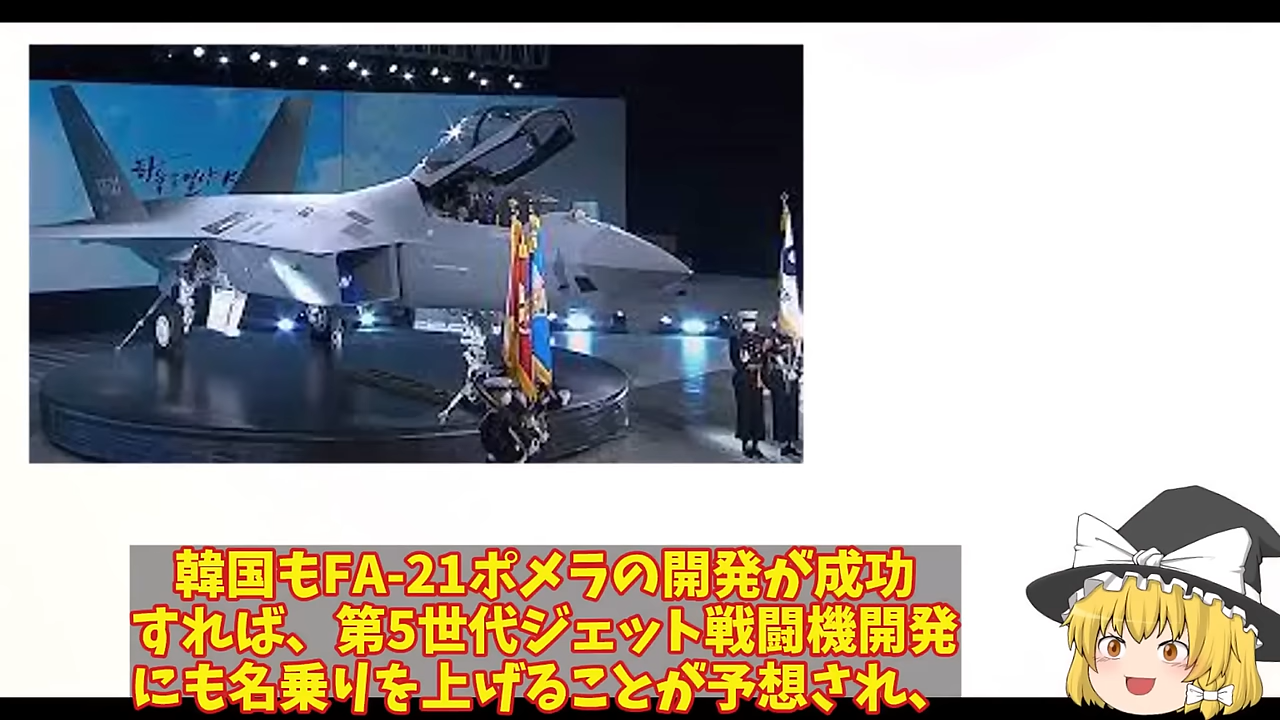 韓国もFA-21ポメラの開発が成功
すれば、第5世代ジェット戦闘機開発
にも名乗りを上げることが予想され、